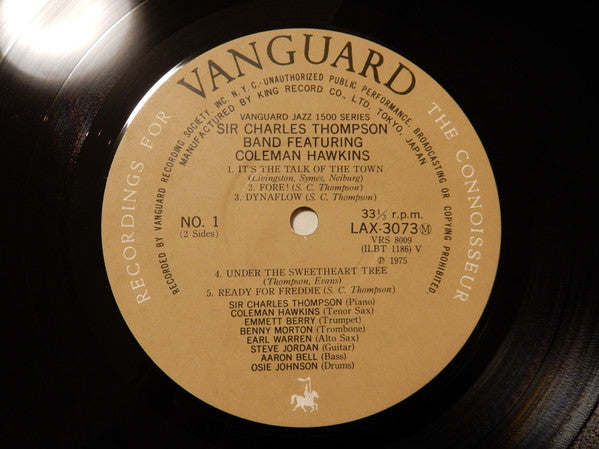 RECORDINGS FOR VANGUARD THE CONNOISSEUR
RECORDED BY VANGUARD RECORDING SOCIETY, INC. N.Y.C.·UNAUTHORIZED PUBLIC PERFORMANCE, BROADCASTING OR COPYING PROHIBITED
MANUFACTURED BY KING RECORD CO., LTD. TOKYO, JAPAN
VANGUARD JAZZ 1500 SERIES
SIR CHARLES THOMPSON
BAND FEATURING
COLEMAN HAWKINS
1. IT'S THE TALK OF THE TOWN
(Livingston, Symes, Neiburg)
2. FORE! (S. C. Thompson)
3. DYNAFLOW (S. C. Thompson)
NO. 1
(2 Sides)
33⅓ r.p.m.
LAX-3073 Ⓜ
VRS 8009
(ILBT 1186) V
Ⓟ 1975
4. UNDER THE SWEETHEART TREE
(Thompson, Evans)
5. READY FOR FREDDIE (S. C. Thompson)
SIR CHARLES THOMPSON (Piano)
COLEMAN HAWKINS (Tenor Sax)
EMMETT BERRY (Trumpet)
BENNY MORTON (Trombone)
EARL WARREN (Alto Sax)
STEVE JORDAN (Guitar)
AARON BELL (Bass)
OSIE JOHNSON (Drums)